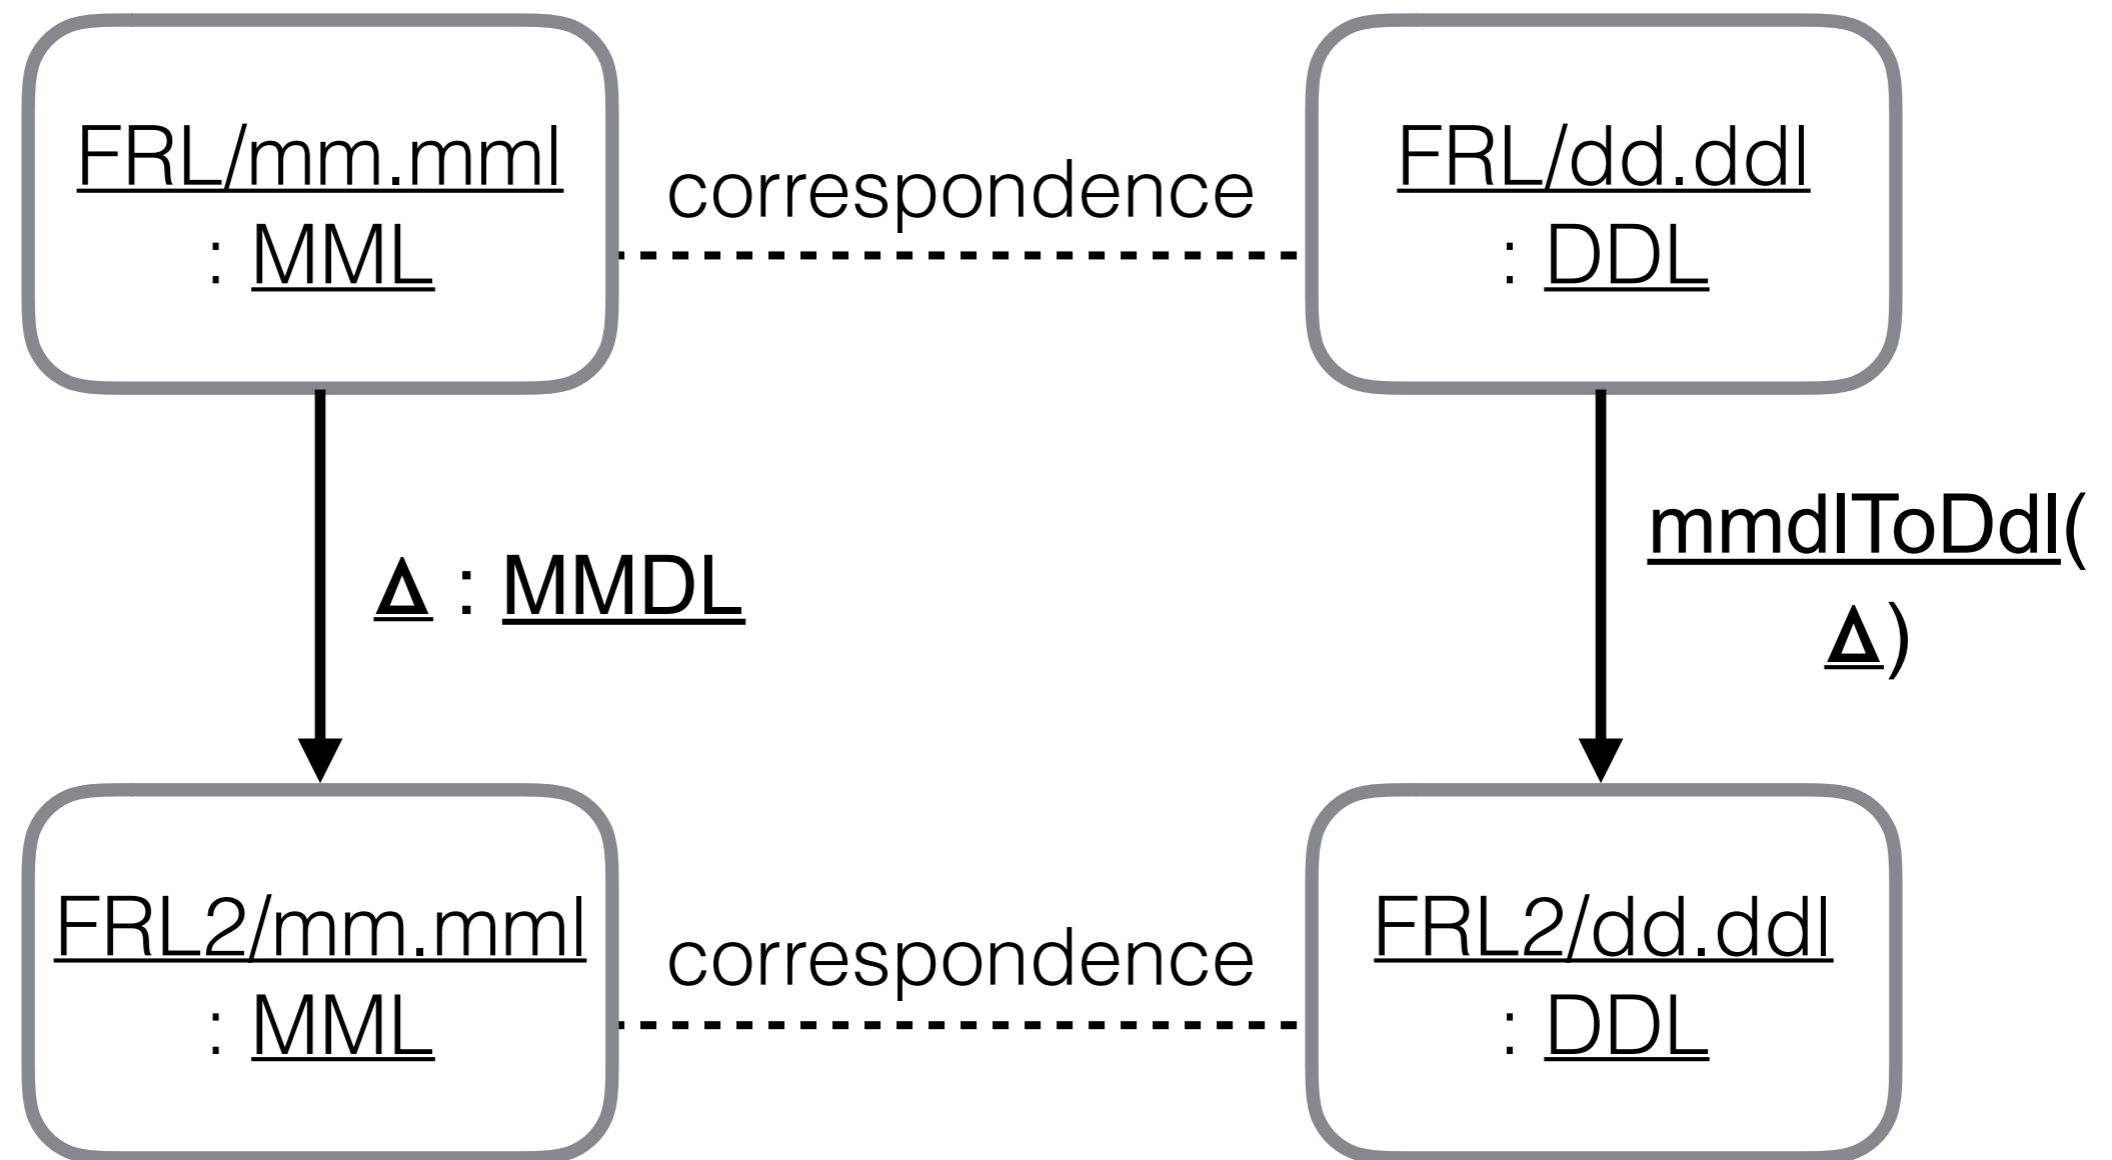 FRL/mm.mml
: MML
correspondence
FRL/dd.ddl
: DDL
Δ : MMDL
mmdlToDdl(
Δ)
FRL2/mm.mml
: MML
correspondence
FRL2/dd.ddl
: DDL